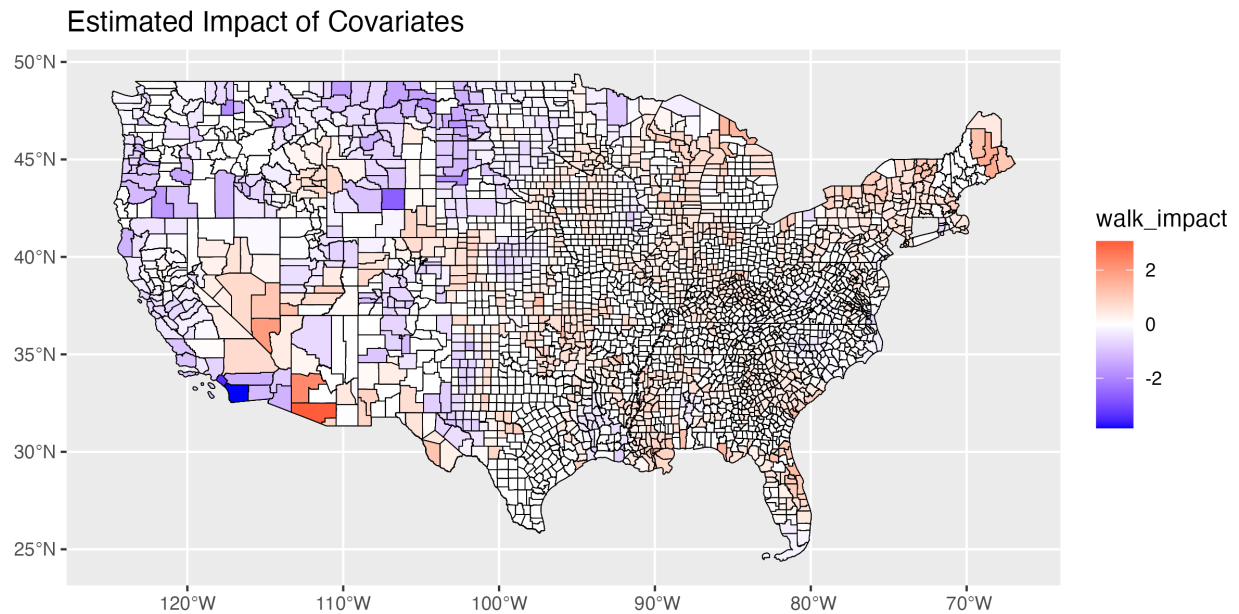 Estimated Impact of Covariates
50°N
45°N
40°N
35°N
30°N
25°N
120°W 110°W 100°W 90°W 80°W 70°W
walk_impact
2
0
-2